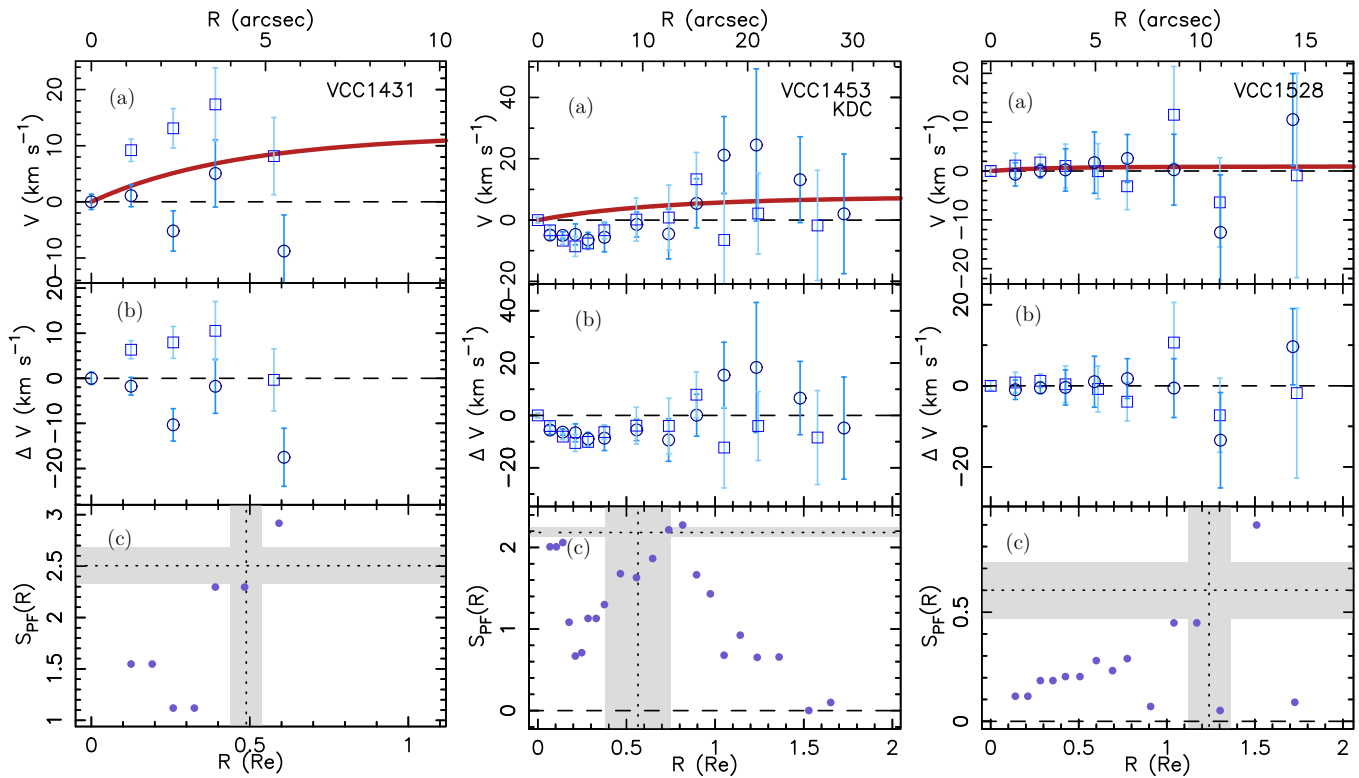 R (arcsec) R (arcsec) R (arcsec)
0 5 10 0 10 20 30 0 5 10 15
(a) VCC1431 (a) VCC1453 (a) VCC1528
KDC
V (km s⁻¹) V (km s⁻¹) V (km s⁻¹)
20 10 0 −10 40 20 0 20 20 10 0 −10 −20
(b) (b) (b)
Δ V (km s⁻¹) Δ V (km s⁻¹) Δ V (km s⁻¹)
20 10 0 −10 −20 40 20 0 20 0 −20
(c) (c) (c)
S_PF(R) S_PF(R) S_PF(R)
3 2.5 2 1.5 1 2 1 0 0.5 0
0 0.5 1 0 0.5 1 1.5 2 0 0.5 1 1.5 2
R (Re) R (Re) R (Re)